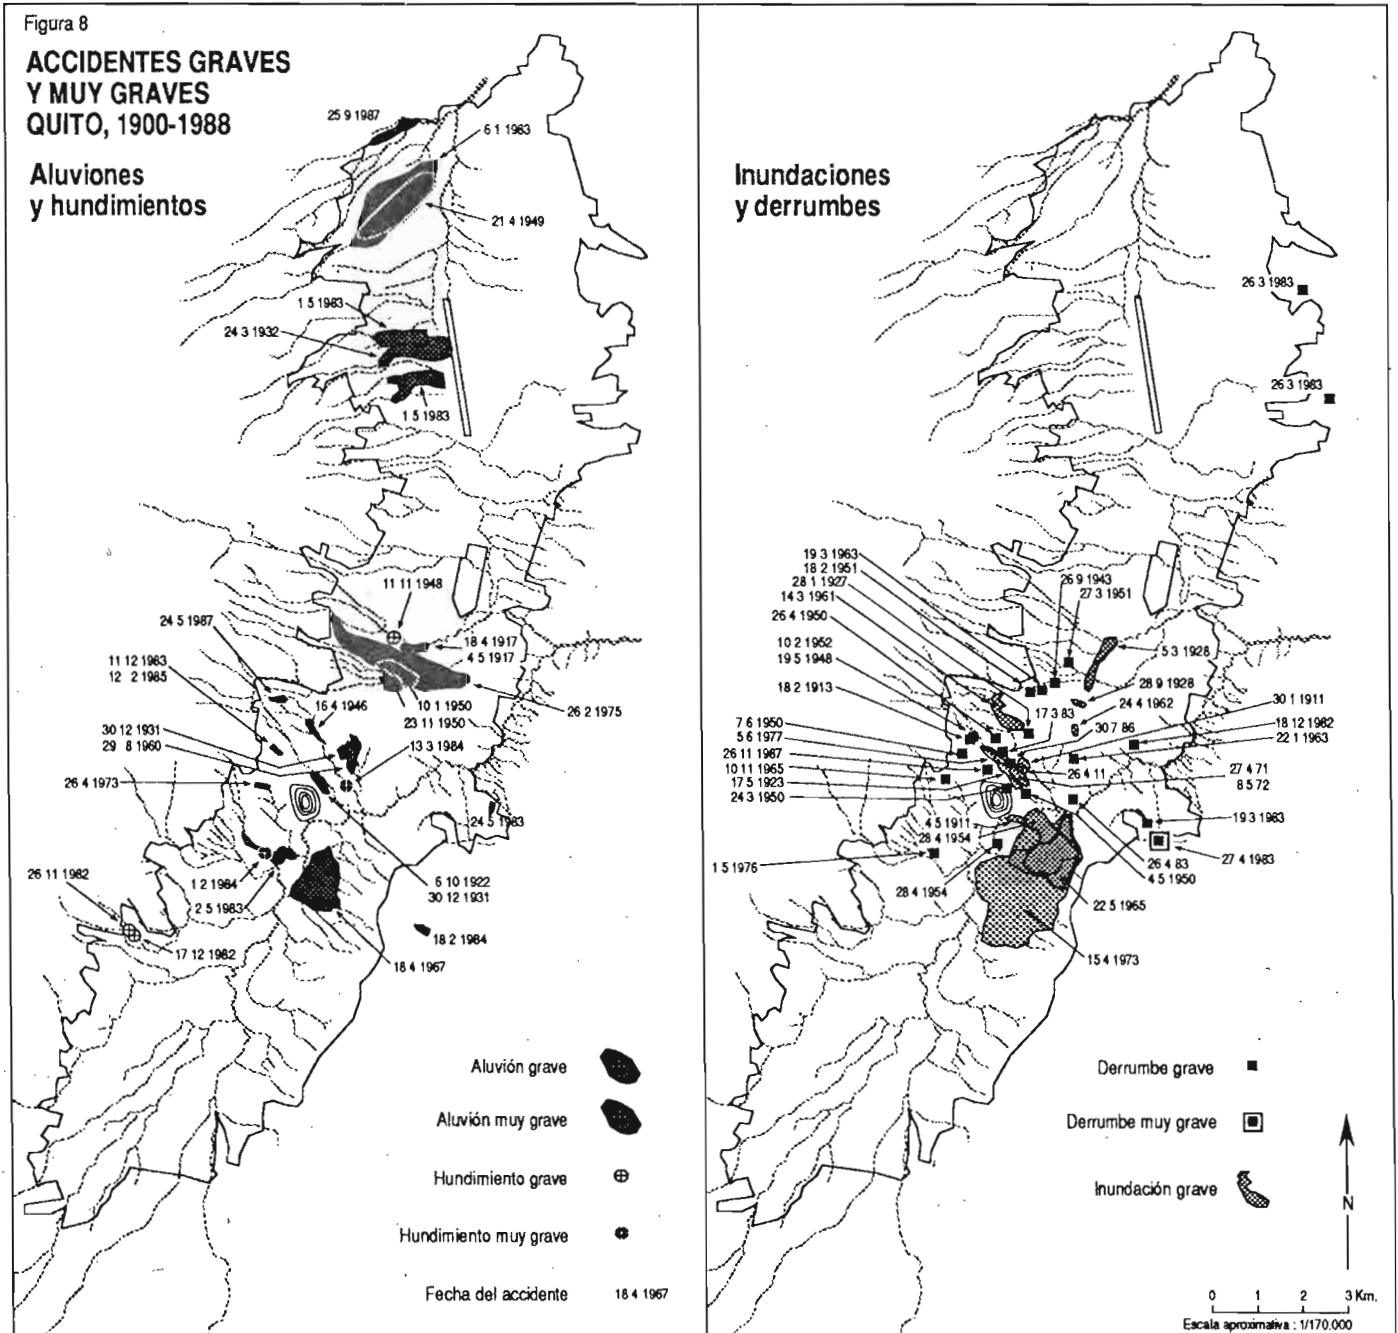 Figura 8
ACCIDENTES GRAVES
Y MUY GRAVES
QUITO, 1900-1988
Aluviones
y hundimientos
25 9 1987
6 1 1983
21 4 1949
1 5 1983
24 3 1932
1 5 1983
11 11 1948
24 5 1987
18 4 1917
4 5 1917
11 12 1983
12 2 1985
16 4 1946
10 1 1950
23 11 1950
26 2 1975
30 12 1931
29 8 1960
13 3 1984
26 4 1973
24 5 1983
26 11 1982
1 2 1984
2 5 1983
6 10 1922
30 12 1931
17 12 1982
18 2 1984
18 4 1967
Aluvión grave
Aluvión muy grave
Hundimiento grave
Hundimiento muy grave
Fecha del accidente
18 4 1967
Inundaciones
y derrumbes
26 3 1983
26 3 1983
19 3 1963
18 2 1951
28 1 1927
14 3 1961
26 4 1950
10 2 1952
19 5 1948
18 2 1913
26 9 1943
27 3 1951
5 3 1928
28 9 1928
24 4 1962
30 1 1911
18 12 1982
22 1 1963
17 3 83
30 7 86
7 6 1950
5 6 1977
26 11 1967
10 11 1965
17 5 1923
24 3 1950
26 4 11
27 4 71
8 5 72
4 5 1911
28 4 1954
19 3 1983
27 4 1983
1 5 1976
28 4 1954
26 4 83
4 5 1950
22 5 1965
15 4 1973
Derrumbe grave
Derrumbe muy grave
Inundación grave
N
0 1 2 3 Km.
Escala aproximativa : 1/170.000